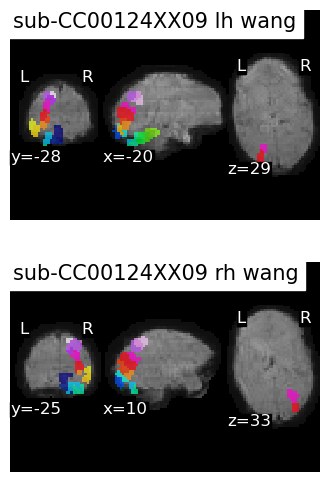 sub-CC00124XX09 lh wang
L R L R
y=-28 x=-20 z=29
sub-CC00124XX09 rh wang
L R L R
y=-25 x=10 z=33